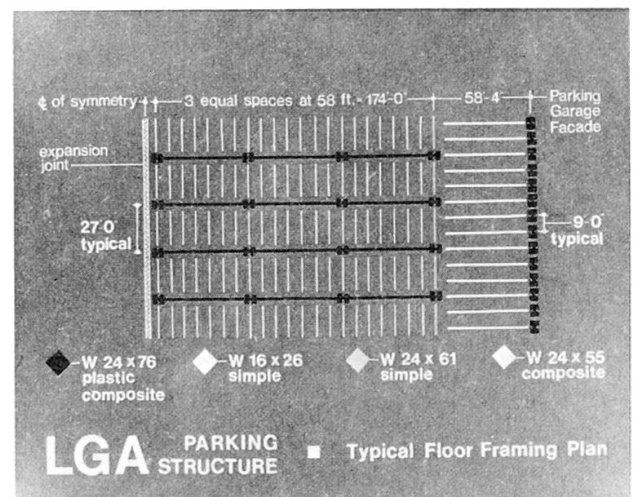 ℄ of symmetry
3 equal spaces at 58 ft. = 174'-0"
58'-4"
Parking
Garage
Facade
expansion
joint
27'-0"
typical
9'-0"
typical
W 24 x 76
plastic
composite
W 16 x 26
simple
W 24 x 61
simple
W 24 x 55
composite
LGA PARKING
STRUCTURE
Typical Floor Framing Plan